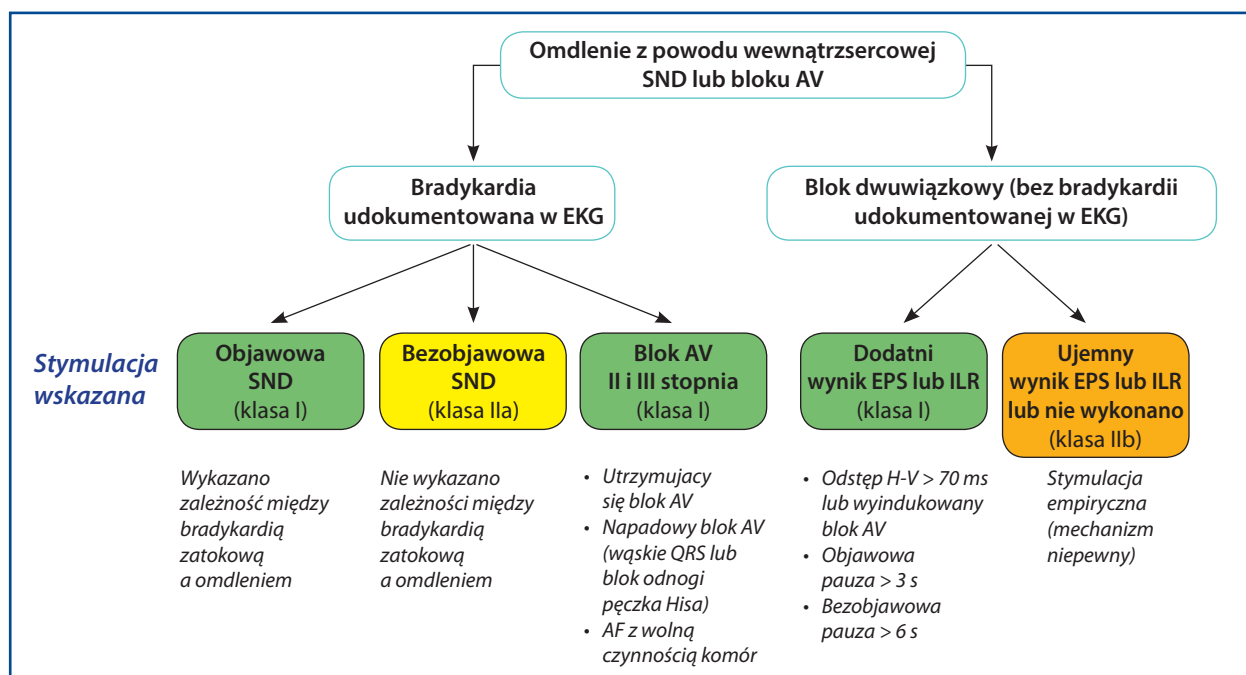 Omdlenie z powodu wewnątrzsercowej
SND lub bloku AV
Bradykardia
udokumentowana w EKG
Blok dwuwiązkowy (bez bradykardii
udokumentowanej w EKG)
Stymulacja
wskazana
Objawowa
SND
(klasa I)
Bezobjawowa
SND
(klasa IIa)
Blok AV
II i III stopnia
(klasa I)
Dodatni
wynik EPS lub ILR
(klasa I)
Ujemny
wynik EPS lub ILR
lub nie wykonano
(klasa IIb)
Wykazano
zależność między
bradykardią
zatokową
a omdleniem
Nie wykazano
zależności między
bradykardią
zatokową
a omdleniem
• Utrzymujacy
się blok AV
• Napadowy blok AV
(wąskie QRS lub
blok odnogi
pęczka Hisa)
• AF z wolną
czynnością komór
• Odstęp H-V > 70 ms
lub wyindukowany
blok AV
• Objawowa
pauza > 3 s
• Bezobjawowa
pauza > 6 s
Stymulacja
empiryczna
(mechanizm
niepewny)